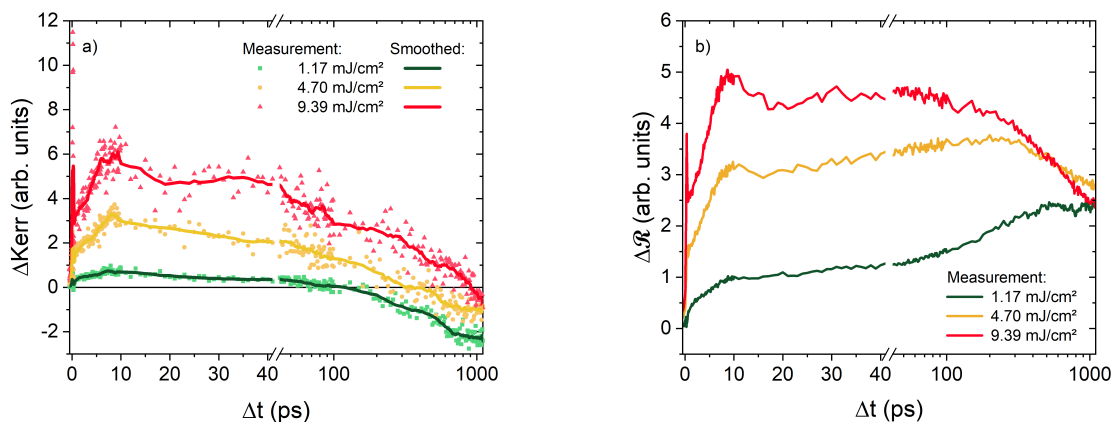 a)
Measurement: Smoothed:
1.17 mJ/cm²
4.70 mJ/cm²
9.39 mJ/cm²
ΔKerr (arb. units)
12
10
8
6
4
2
0
-2
0 10 20 30 40 100 1000
Δt (ps)
b)
Δℛ (arb. units)
6
5
4
3
2
1
0
Measurement:
1.17 mJ/cm²
4.70 mJ/cm²
9.39 mJ/cm²
0 10 20 30 40 100 1000
Δt (ps)